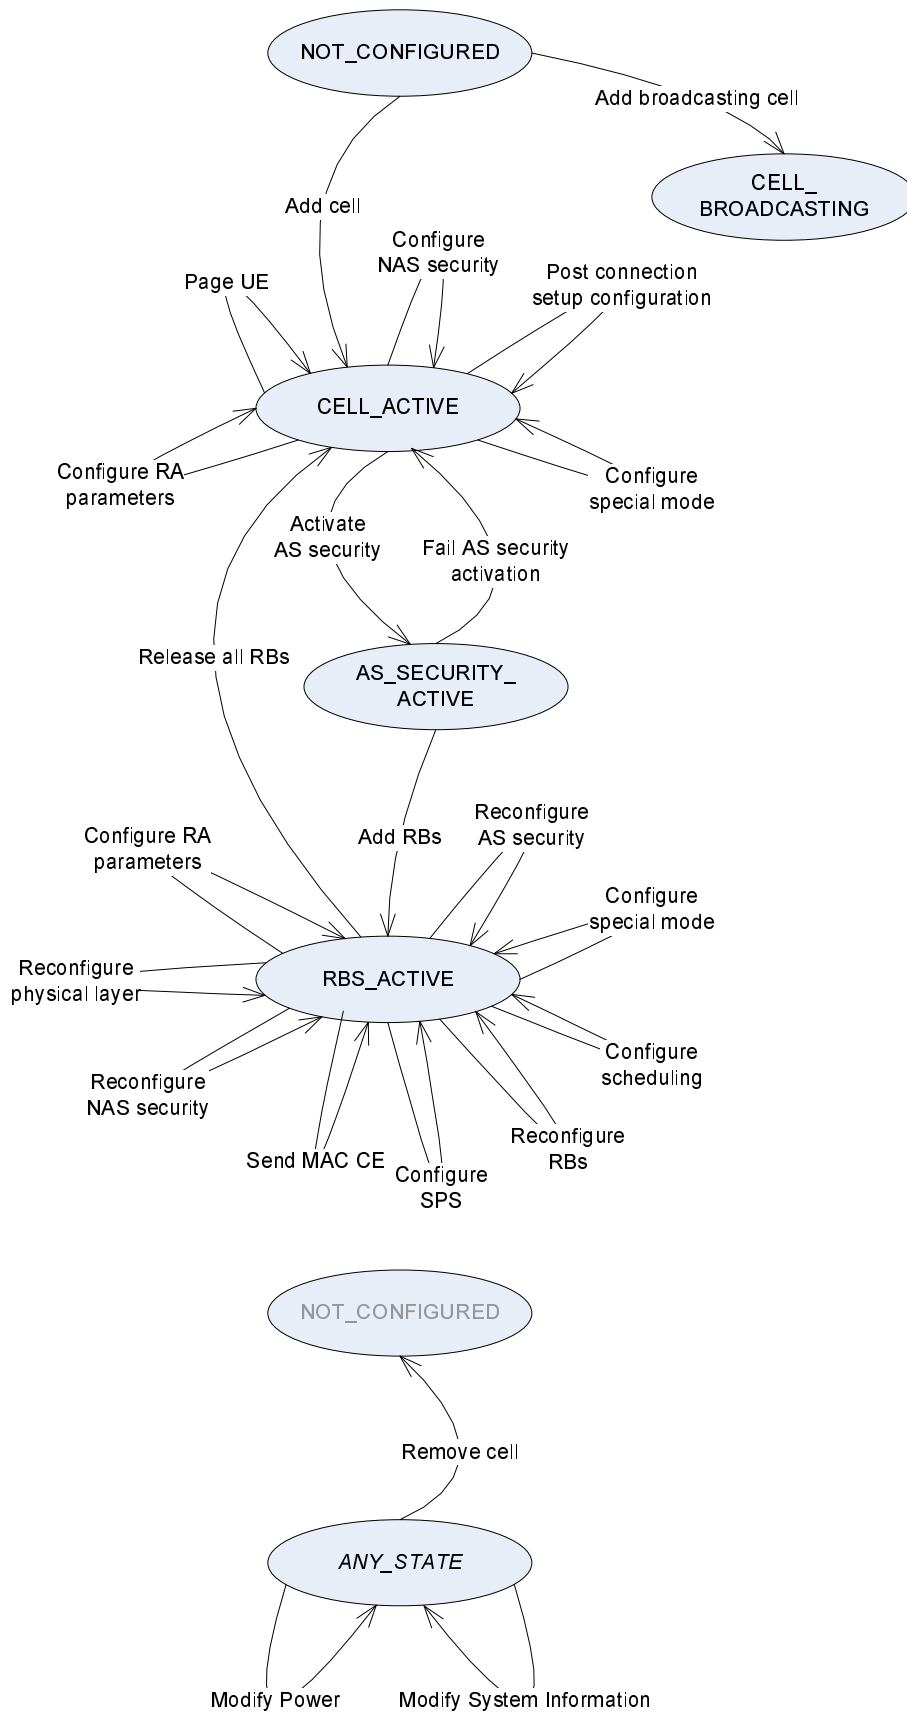 NOT_CONFIGURED
Add broadcasting cell
CELL_
BROADCASTING
Add cell
Configure
NAS security
Page UE
Post connection
setup configuration
CELL_ACTIVE
Configure RA
parameters
Configure
special mode
Activate
AS security
Fail AS security
activation
Release all RBs
AS_SECURITY_
ACTIVE
Add RBs
Reconfigure
AS security
Configure RA
parameters
Configure
special mode
Reconfigure
physical layer
RBS_ACTIVE
Configure
scheduling
Reconfigure
NAS security
Reconfigure
RBs
Send MAC CE
Configure
SPS
NOT_CONFIGURED
Remove cell
ANY_STATE
Modify Power
Modify System Information